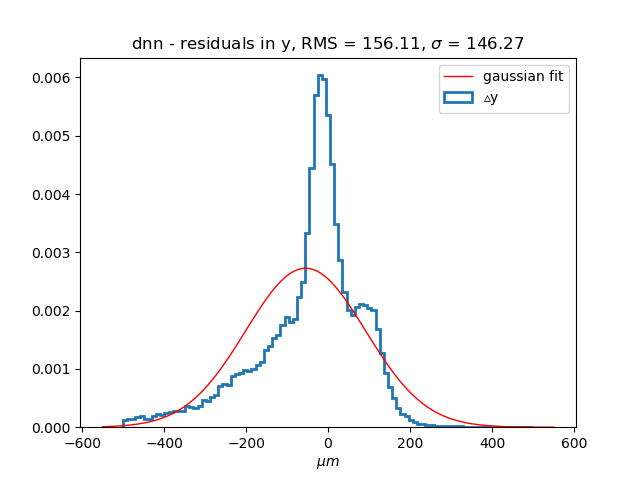 dnn - residuals in y, RMS = 156.11, σ = 146.27
gaussian fit
▵y
0.006
0.005
0.004
0.003
0.002
0.001
0.000
−600 −400 −200 0 200 400 600
μm